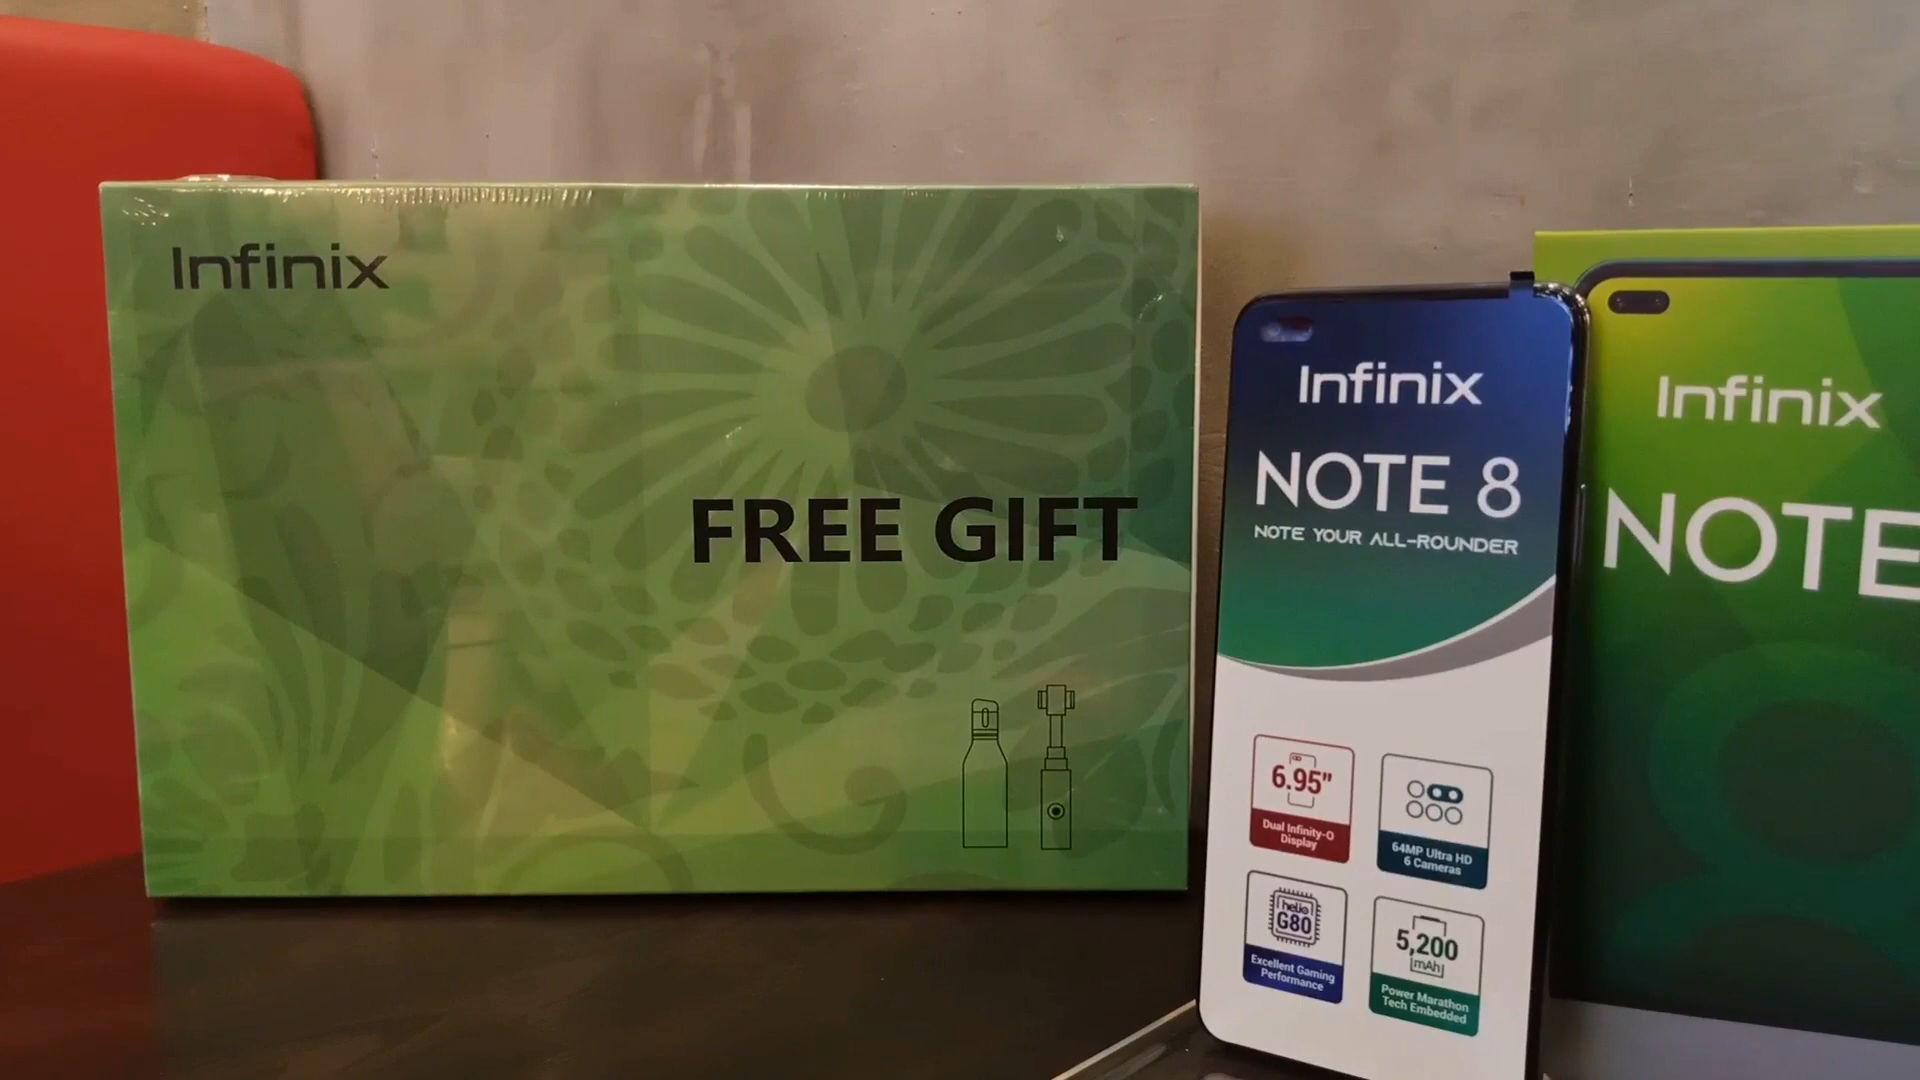 Infinix
FREE GIFT
Infinix
NOTE 8
NOTE YOUR ALL-ROUNDER
6.95"
Dual Infinity-O
Display
64MP Ultra HD
6 Cameras
helio
G80
Excellent Gaming
Performance
5,200
[mAh]
Power Marathon
Tech Embedded
Infinix
NOTE